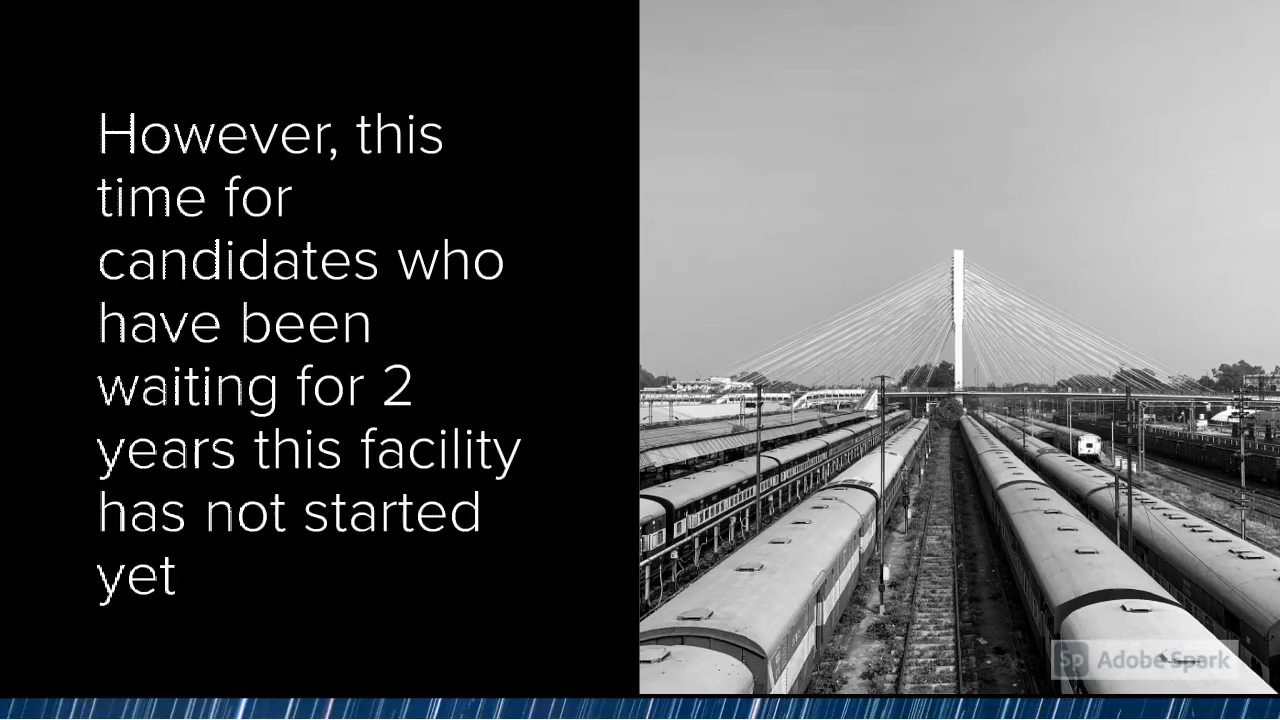 However, this
time for
candidates who
have been
waiting for 2
years this facility
has not started
yet
Sp Adobe Spark